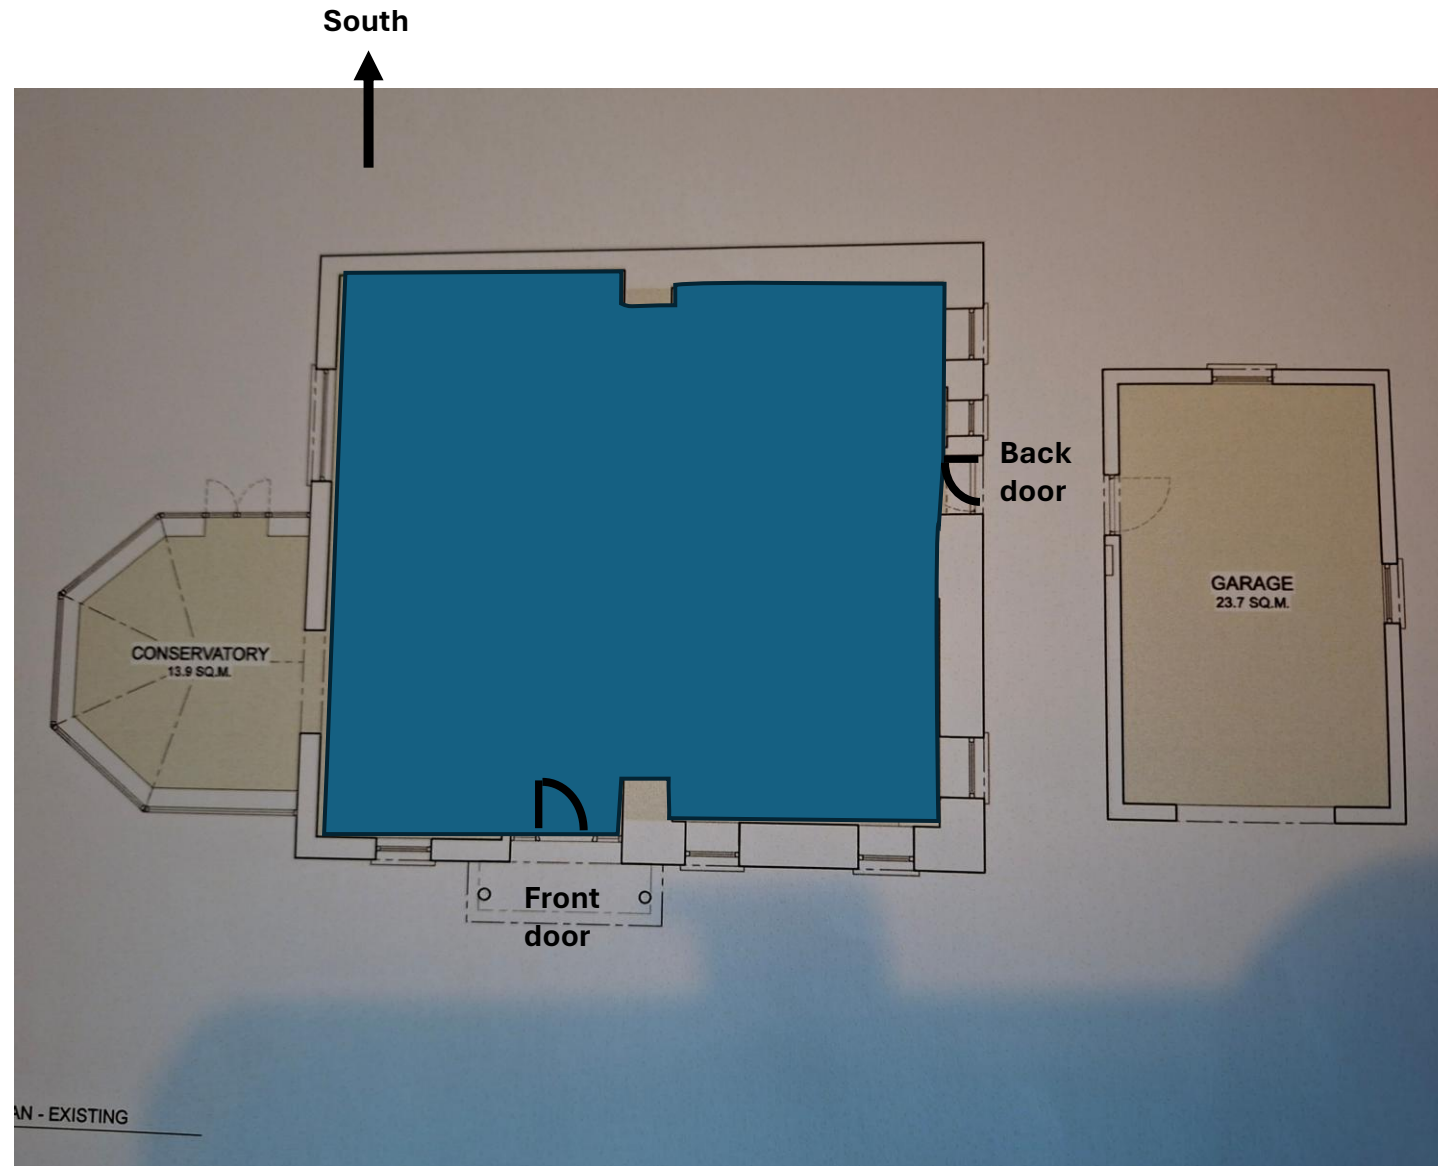 South
Back
door
GARAGE
23.7 SQ.M.
CONSERVATORY
13.9 SQ.M.
Front
door
AN - EXISTING